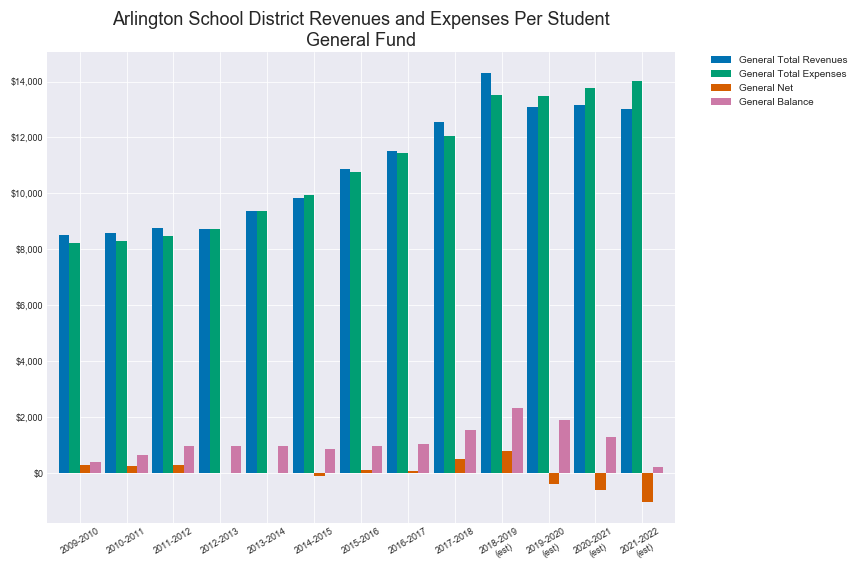 Arlington School District Revenues and Expenses Per Student
General Fund
General Total Revenues
General Total Expenses
General Net
General Balance
$14,000
$12,000
$10,000
$8,000
$6,000
$4,000
$2,000
$0
2009-2010
2010-2011
2011-2012
2012-2013
2013-2014
2014-2015
2015-2016
2016-2017
2017-2018
2018-2019
(est)
2019-2020
(est)
2020-2021
(est)
2021-2022
(est)